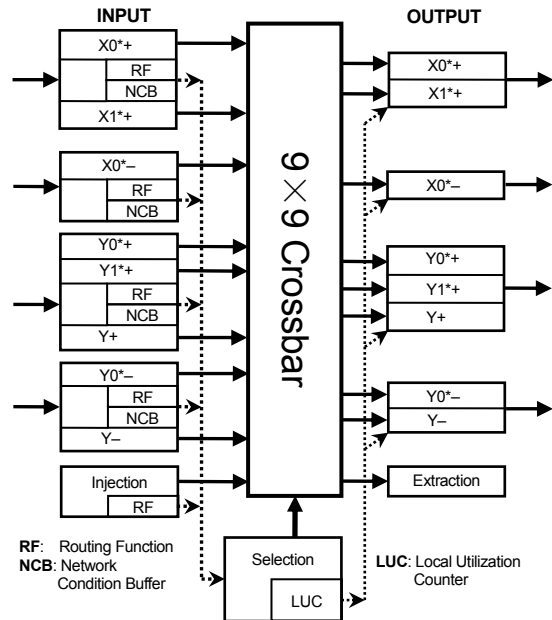 INPUT
OUTPUT
X0*+
RF
NCB
X1*+
X0*–
RF
NCB
Y0*+
Y1*+
RF
NCB
Y+
Y0*–
RF
NCB
Y–
Injection
RF
9×9 Crossbar
X0*+
X1*+
X0*–
Y0*+
Y1*+
Y+
Y0*–
Y–
Extraction
Selection
LUC
RF: Routing Function
NCB: Network
Condition Buffer
LUC: Local Utilization
Counter